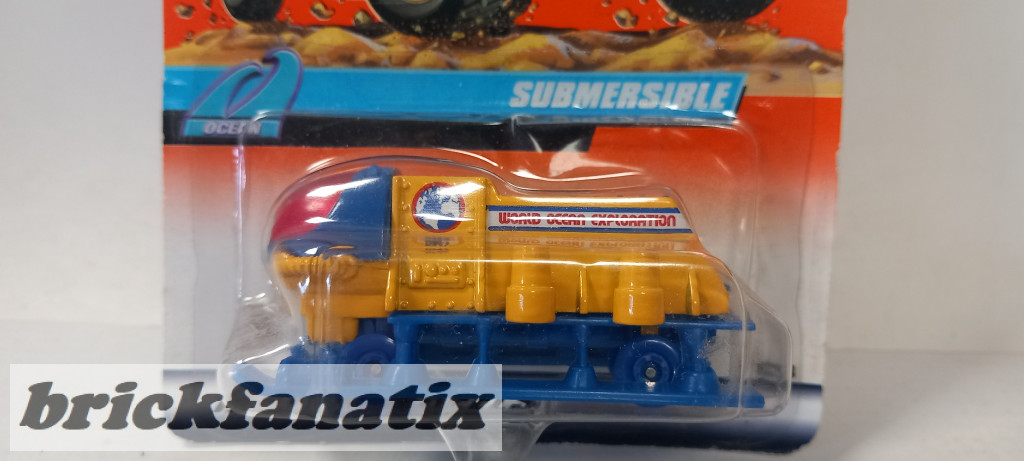 SUBMERSIBLE
OCEAN
WORLD OCEAN EXPLORATION
brickfanatix